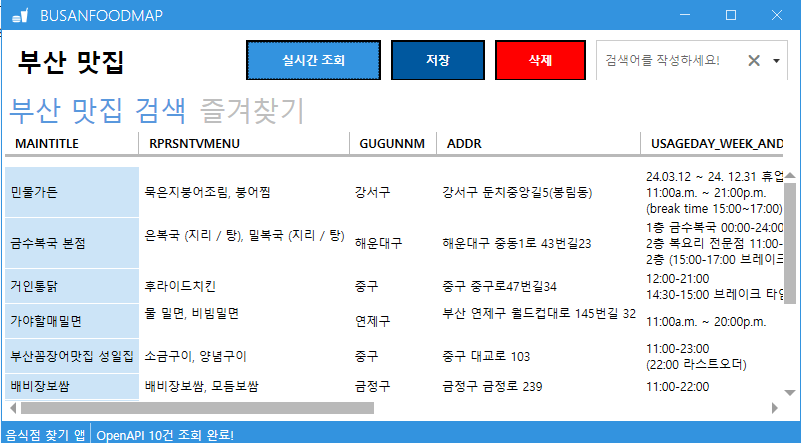 BUSANFOODMAP
부산 맛집
실시간 조회
저장
삭제
검색어를 작성하세요!
부산 맛집 검색 즐겨찾기
MAINTITLE RPRSNTVMENU GUGUNNM ADDR USAGEDAY_WEEK_AND
민물가든 묵은지붕어조림, 붕어찜 강서구 강서구 둔치중앙길5(봉림동)
24.03.12 ~ 24. 12.31 휴업
11:00a.m. ~ 21:00p.m.
(break time 15:00~17:00)
금수복국 본점 은복국 (지리 / 탕), 밀복국 (지리 / 탕) 해운대구 해운대구 중동1로 43번길23
1층 금수복국 00:00-24:00
2층 복요리 전문점 11:00-
2층 (15:00-17:00 브레이크
거인통닭 후라이드치킨 중구 중구 중구로47번길34
12:00-21:00
14:30-15:00 브레이크 타임
가야할매밀면 물 밀면, 비빔밀면 연제구 부산 연제구 월드컵대로 145번길 32 11:00a.m. ~ 20:00p.m.
부산꼼장어맛집 성일집 소금구이, 양념구이 중구 중구 대교로 103
11:00-23:00
(22:00 라스트오더)
배비장보쌈 배비장보쌈, 모듬보쌈 금정구 금정구 금정로 239 11:00-22:00
음식점 찾기 앱 OpenAPI 10건 조회 완료!